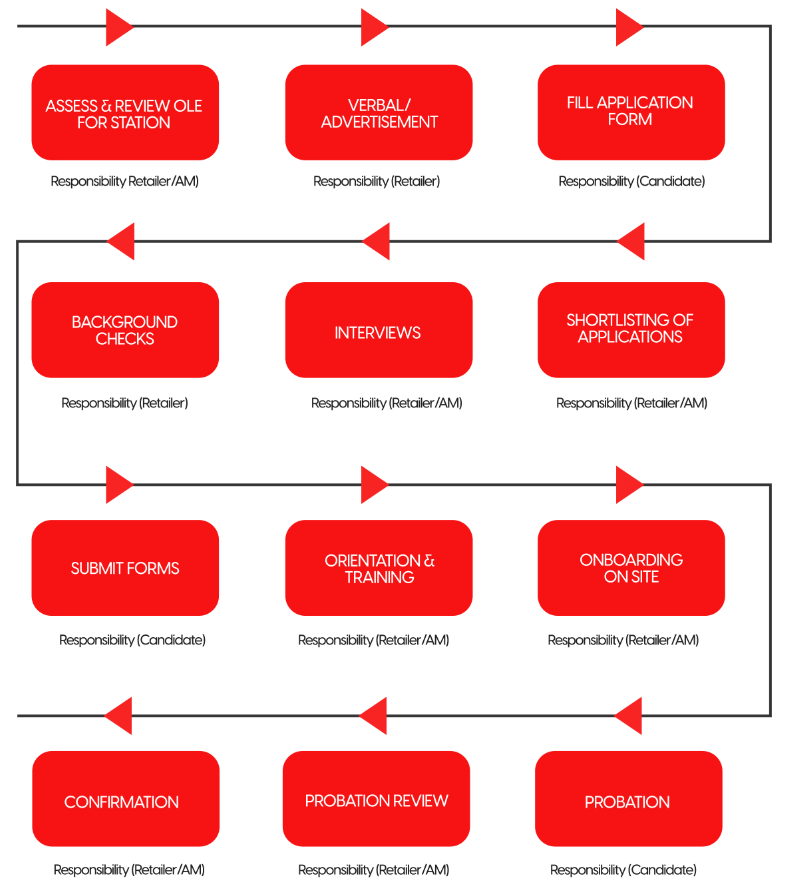 ASSESS & REVIEW OLE
FOR STATION
Responsibility Retailer/AM)
VERBAL/
ADVERTISEMENT
Responsibility (Retailer)
FILL APPLICATION
FORM
Responsibility (Candidate)
SHORTLISTING OF
APPLICATIONS
Responsibility (Retailer/AM)
INTERVIEWS
Responsibility (Retailer/AM)
BACKGROUND
CHECKS
Responsibility (Retailer)
SUBMIT FORMS
Responsibility (Candidate)
ORIENTATION &
TRAINING
Responsibility (Retailer/AM)
ONBOARDING
ON SITE
Responsibility (Retailer/AM)
PROBATION
Responsibility (Candidate)
PROBATION REVIEW
Responsibility (Retailer/AM)
CONFIRMATION
Responsibility (Retailer/AM)